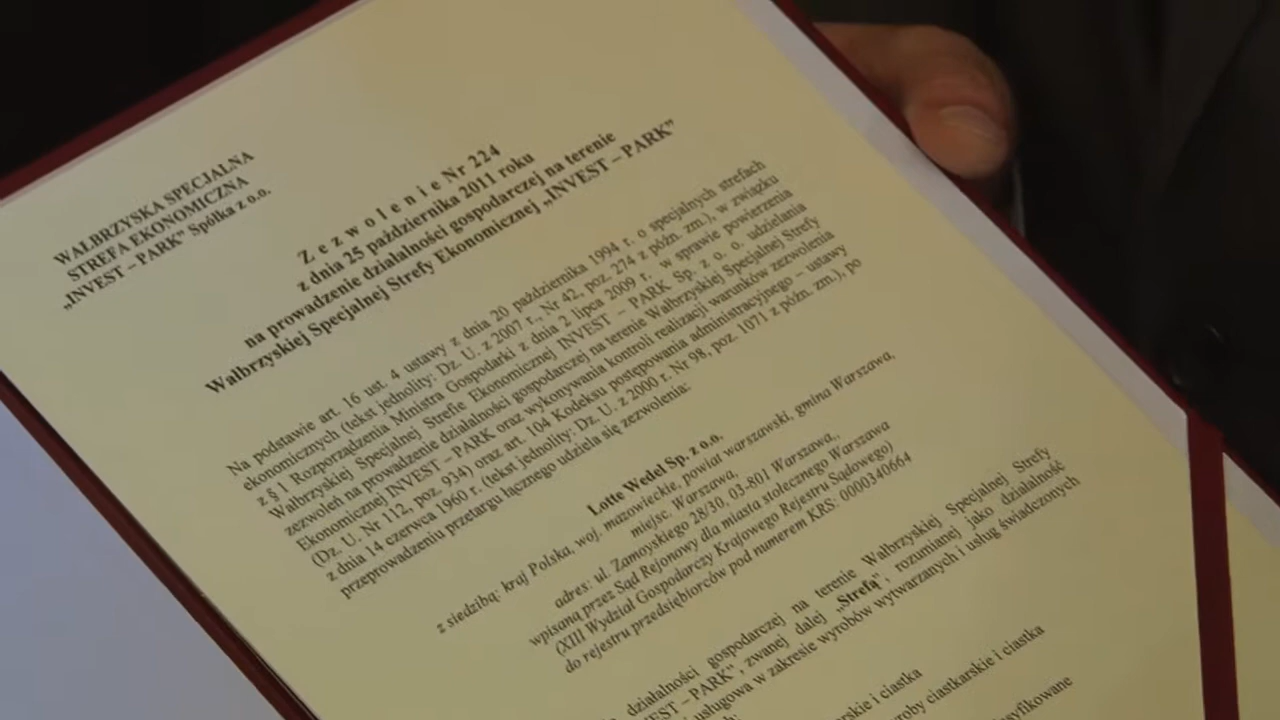 WAŁBRZYSKA SPECJALNA
STREFA EKONOMICZNA
„INVEST – PARK” Spółka z o.o.
Z e z w o l e n i e Nr 224
z dnia 25 października 2011 roku
na prowadzenie działalności gospodarczej na terenie
Wałbrzyskiej Specjalnej Strefy Ekonomicznej „INVEST – PARK”
Na podstawie art. 16 ust. 4 ustawy z dnia 20 października 1994 r. o specjalnych strefach
ekonomicznych (tekst jednolity: Dz. U. z 2007 r., Nr 42, poz. 274 z późn. zm.), w związku
z § 1 Rozporządzenia Ministra Gospodarki z dnia 2 lipca 2009 r. w sprawie powierzenia
Wałbrzyskiej Specjalnej Strefie Ekonomicznej INVEST – PARK Sp. z o. o. udzielania
zezwoleń na prowadzenie działalności gospodarczej na terenie Wałbrzyskiej Specjalnej Strefy
Ekonomicznej INVEST – PARK oraz wykonywania kontroli realizacji warunków zezwolenia
(Dz. U. Nr 112, poz. 934) oraz art. 104 Kodeksu postępowania administracyjnego – ustawy
z dnia 14 czerwca 1960 r. (tekst jednolity: Dz. U. z 2000 r. Nr 98, poz. 1071 z późn. zm.), po
przeprowadzeniu przetargu łącznego udziela się zezwolenia:
Lotte Wedel Sp. z o.o.
z siedzibą: kraj Polska, woj. mazowieckie, powiat warszawski, gmina Warszawa,
miejsc. Warszawa,
adres: ul. Zamoyskiego 28/30, 03-801 Warszawa,
wpisaną przez Sąd Rejonowy dla miasta stołecznego Warszawa
(XIII Wydział Gospodarczy Krajowego Rejestru Sądowego)
do rejestru przedsiębiorców pod numerem KRS: 0000340664
działalności gospodarczej na terenie Wałbrzyskiej Specjalnej Strefy
– PARK”, zwanej dalej „Strefą”, rozumianej jako działalność
usługowa w zakresie wyrobów wytwarzanych i usług świadczonych
i ciastka
ciastkarskie i ciastka